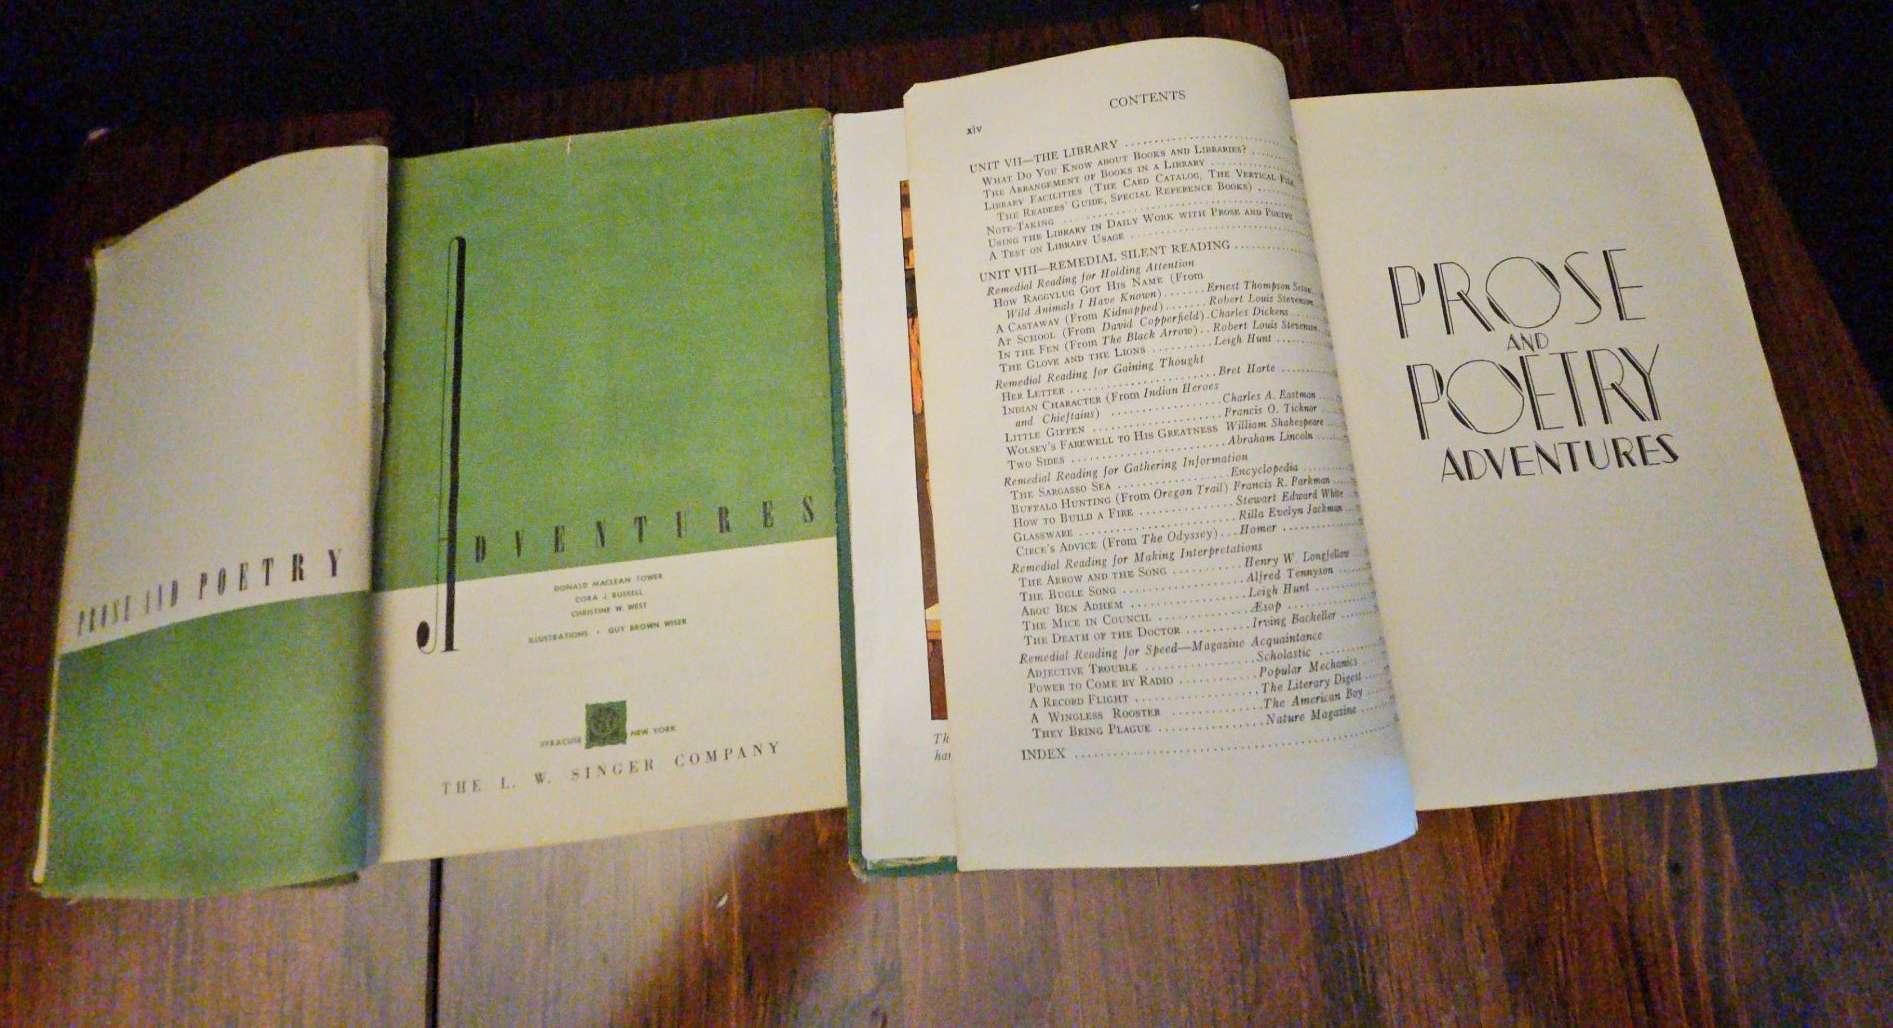 PROSE AND POETRY
ADVENTURES
DONALD MACLEAN TOWER
CORA J. RUSSELL
CHRISTINE W. WEST
ILLUSTRATIONS • GUY BROWN WISER
SYRACUSE NEW YORK
THE L. W. SINGER COMPANY
Th
har
CONTENTS
xiv
UNIT VII—THE LIBRARY
WHAT DO YOU KNOW ABOUT BOOKS AND LIBRARIES?
THE ARRANGEMENT OF BOOKS IN A LIBRARY
LIBRARY FACILITIES (THE CARD CATALOG, THE VERTICAL FILE,
THE READERS' GUIDE, SPECIAL REFERENCE BOOKS)
NOTE-TAKING
USING THE LIBRARY IN DAILY WORK WITH PROSE AND POETRY
A TEST ON LIBRARY USAGE
UNIT VIII—REMEDIAL SILENT READING
Remedial Reading for Holding Attention
HOW RAGGYLUG GOT HIS NAME (From
Wild Animals I Have Known) Ernest Thompson Seton
A CASTAWAY (From Kidnapped) Robert Louis Stevenson
AT SCHOOL (From David Copperfield) Charles Dickens
IN THE FEN (From The Black Arrow) Robert Louis Stevenson
THE GLOVE AND THE LIONS Leigh Hunt
Remedial Reading for Gaining Thought
HER LETTER Bret Harte
INDIAN CHARACTER (From Indian Heroes
and Chieftains) Charles A. Eastman
LITTLE GIFFEN Francis O. Ticknor
WOLSEY'S FAREWELL TO HIS GREATNESS William Shakespeare
TWO SIDES Abraham Lincoln
Remedial Reading for Gathering Information
THE SARGASSO SEA Encyclopedia
BUFFALO HUNTING (From Oregon Trail) Francis R. Parkman
HOW TO BUILD A FIRE Stewart Edward White
GLASSWARE Rilla Evelyn Jackman
CIRCE'S ADVICE (From The Odyssey) Homer
Remedial Reading for Making Interpretations
THE ARROW AND THE SONG Henry W. Longfellow
THE BUGLE SONG Alfred Tennyson
ABOU BEN ADHEM Leigh Hunt
THE MICE IN COUNCIL Æsop
THE DEATH OF THE DOCTOR Irving Bacheller
Remedial Reading for Speed—Magazine Acquaintance
ADJECTIVE TROUBLE Scholastic
POWER TO COME BY RADIO Popular Mechanics
A RECORD FLIGHT The Literary Digest
A WINGLESS ROOSTER The American Boy
THEY BRING PLAGUE Nature Magazine
INDEX
PROSE
AND
POETRY
ADVENTURES